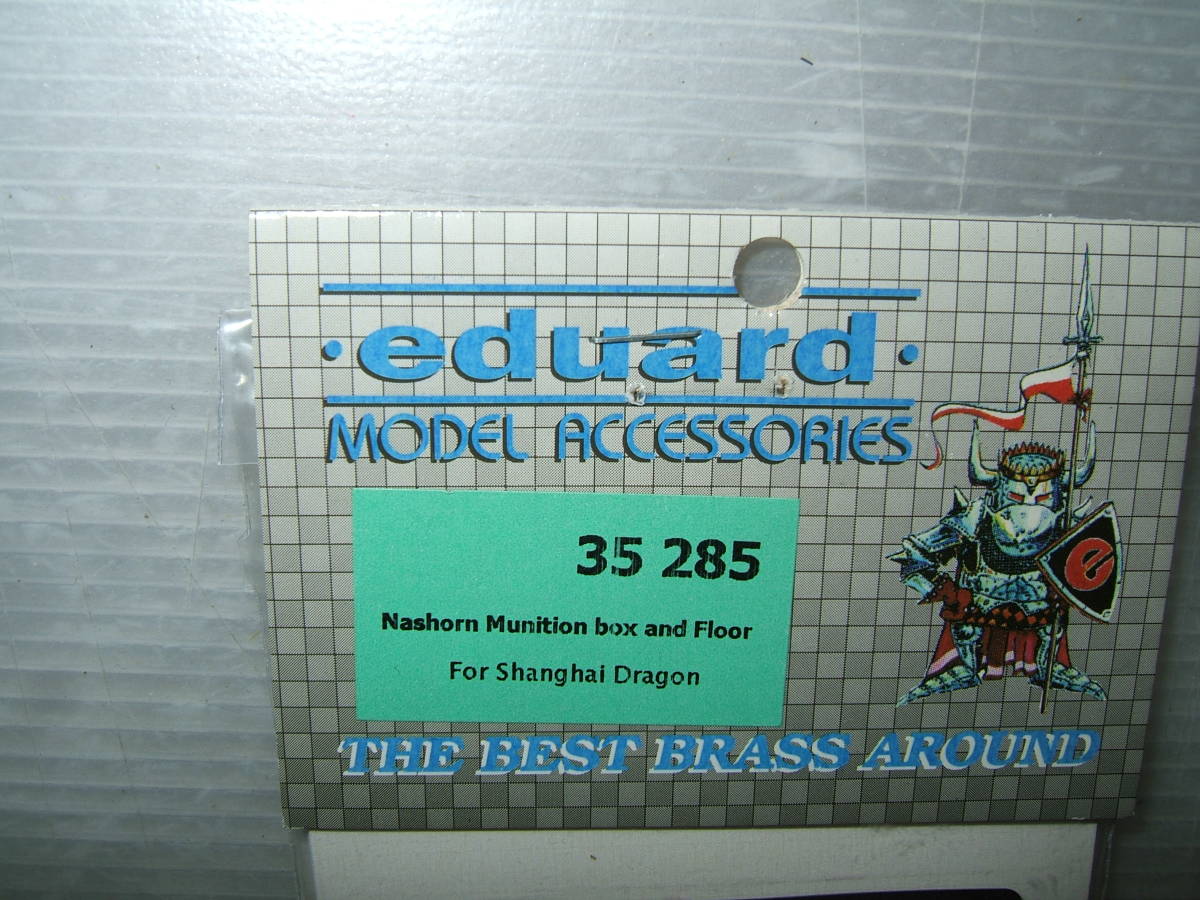 ·eduard·
MODEL ACCESSORIES
35 285
Nashorn Munition box and Floor
For Shanghai Dragon
e
THE BEST BRASS AROUND